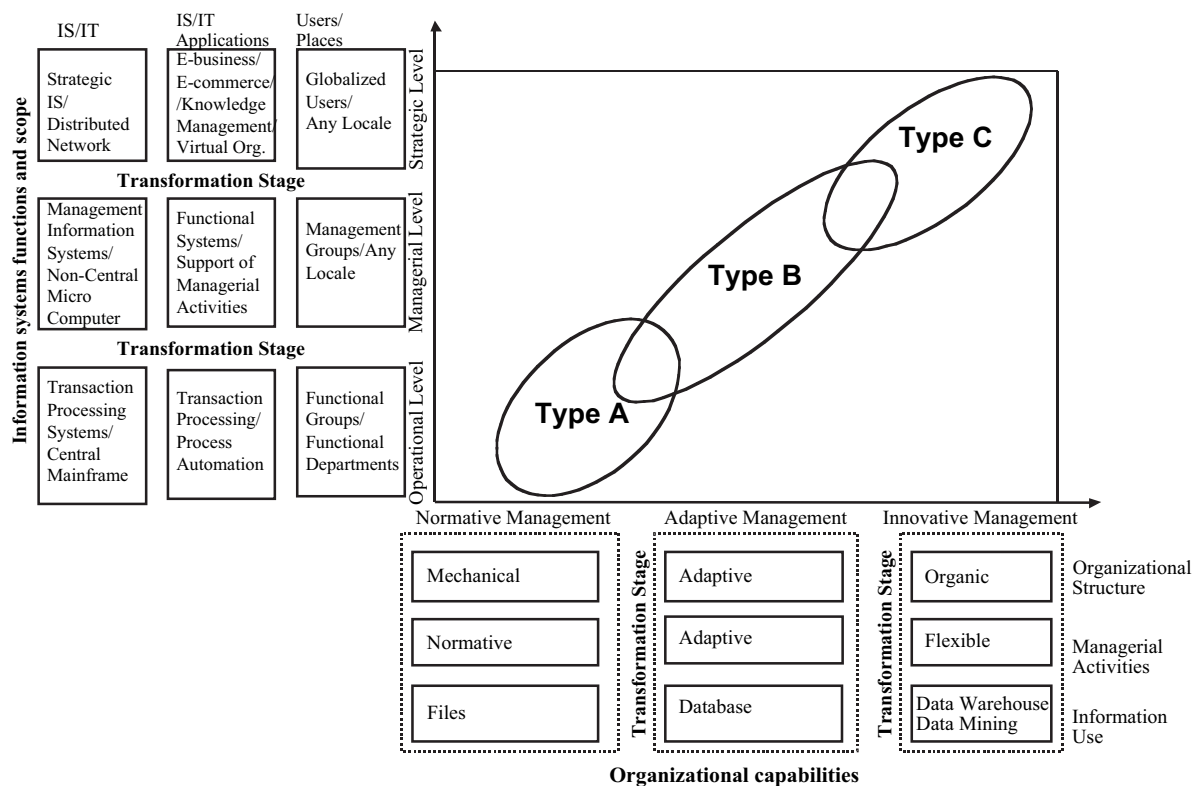 IS/IT
IS/IT
Applications
Users/
Places
Information systems functions and scope
Strategic
IS/
Distributed
Network
E-business/
E-commerce/
/Knowledge
Management/
Virtual Org.
Globalized
Users/
Any Locale
Strategic Level
Transformation Stage
Management
Information
Systems/
Non-Central
Micro
Computer
Functional
Systems/
Support of
Managerial
Activities
Management
Groups/Any
Locale
Managerial Level
Transformation Stage
Transaction
Processing
Systems/
Central
Mainframe
Transaction
Processing/
Process
Automation
Functional
Groups/
Functional
Departments
Operational Level
Type C
Type B
Type A
Normative Management
Adaptive Management
Innovative Management
Mechanical
Normative
Files
Transformation Stage
Adaptive
Adaptive
Database
Transformation Stage
Organic
Flexible
Data Warehouse
Data Mining
Organizational
Structure
Managerial
Activities
Information
Use
Organizational capabilities